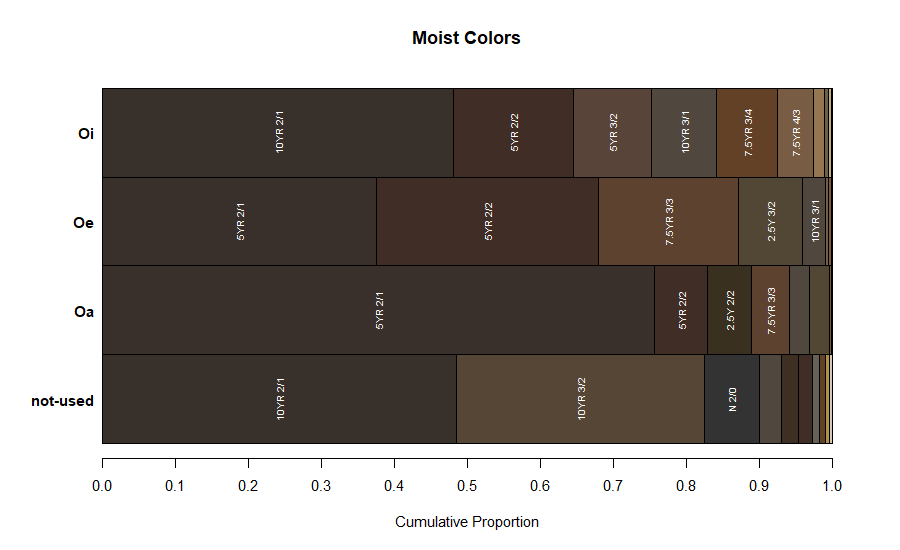 Moist Colors
Oi
10YR 2/1
5YR 2/2
5YR 3/2
10YR 3/1
7.5YR 3/4
7.5YR 4/3
Oe
5YR 2/1
5YR 2/2
7.5YR 3/3
2.5Y 3/2
10YR 3/1
Oa
5YR 2/1
5YR 2/2
2.5Y 2/2
7.5YR 3/3
not-used
10YR 2/1
10YR 3/2
N 2/0
0.0 0.1 0.2 0.3 0.4 0.5 0.6 0.7 0.8 0.9 1.0
Cumulative Proportion